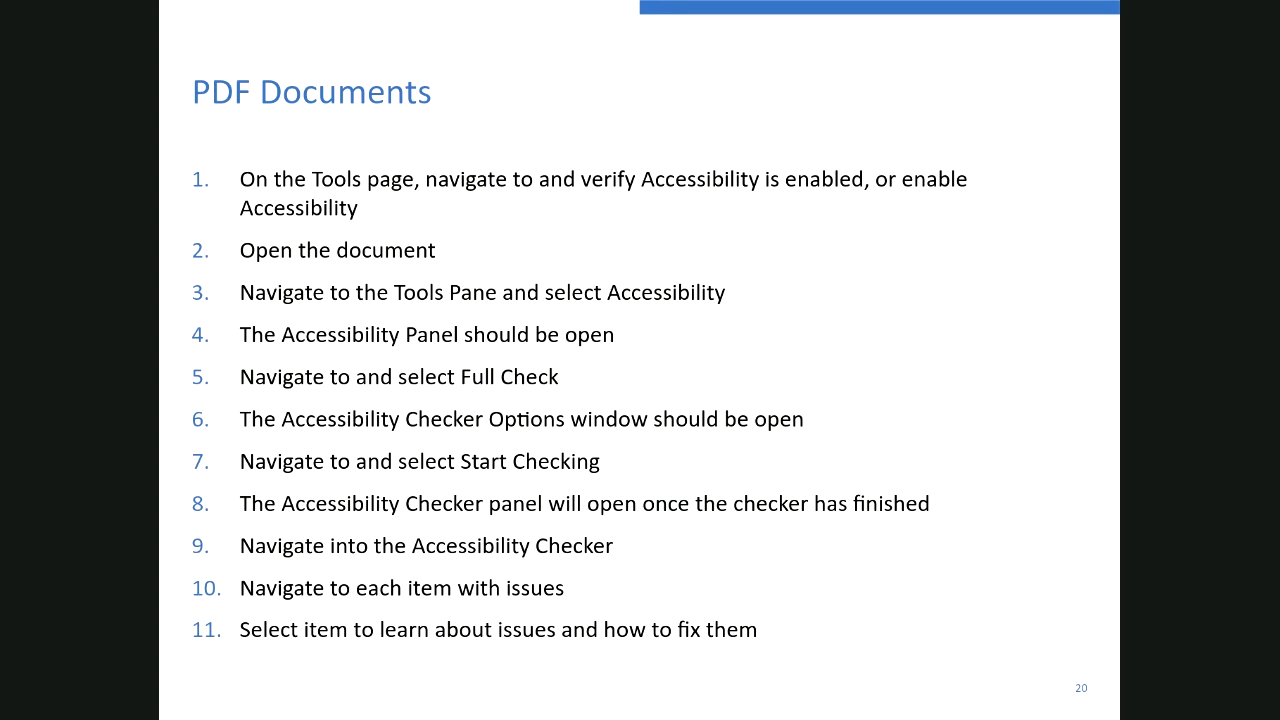 PDF Documents
1. On the Tools page, navigate to and verify Accessibility is enabled, or enable
Accessibility
2. Open the document
3. Navigate to the Tools Pane and select Accessibility
4. The Accessibility Panel should be open
5. Navigate to and select Full Check
6. The Accessibility Checker Options window should be open
7. Navigate to and select Start Checking
8. The Accessibility Checker panel will open once the checker has finished
9. Navigate into the Accessibility Checker
10. Navigate to each item with issues
11. Select item to learn about issues and how to fix them
20